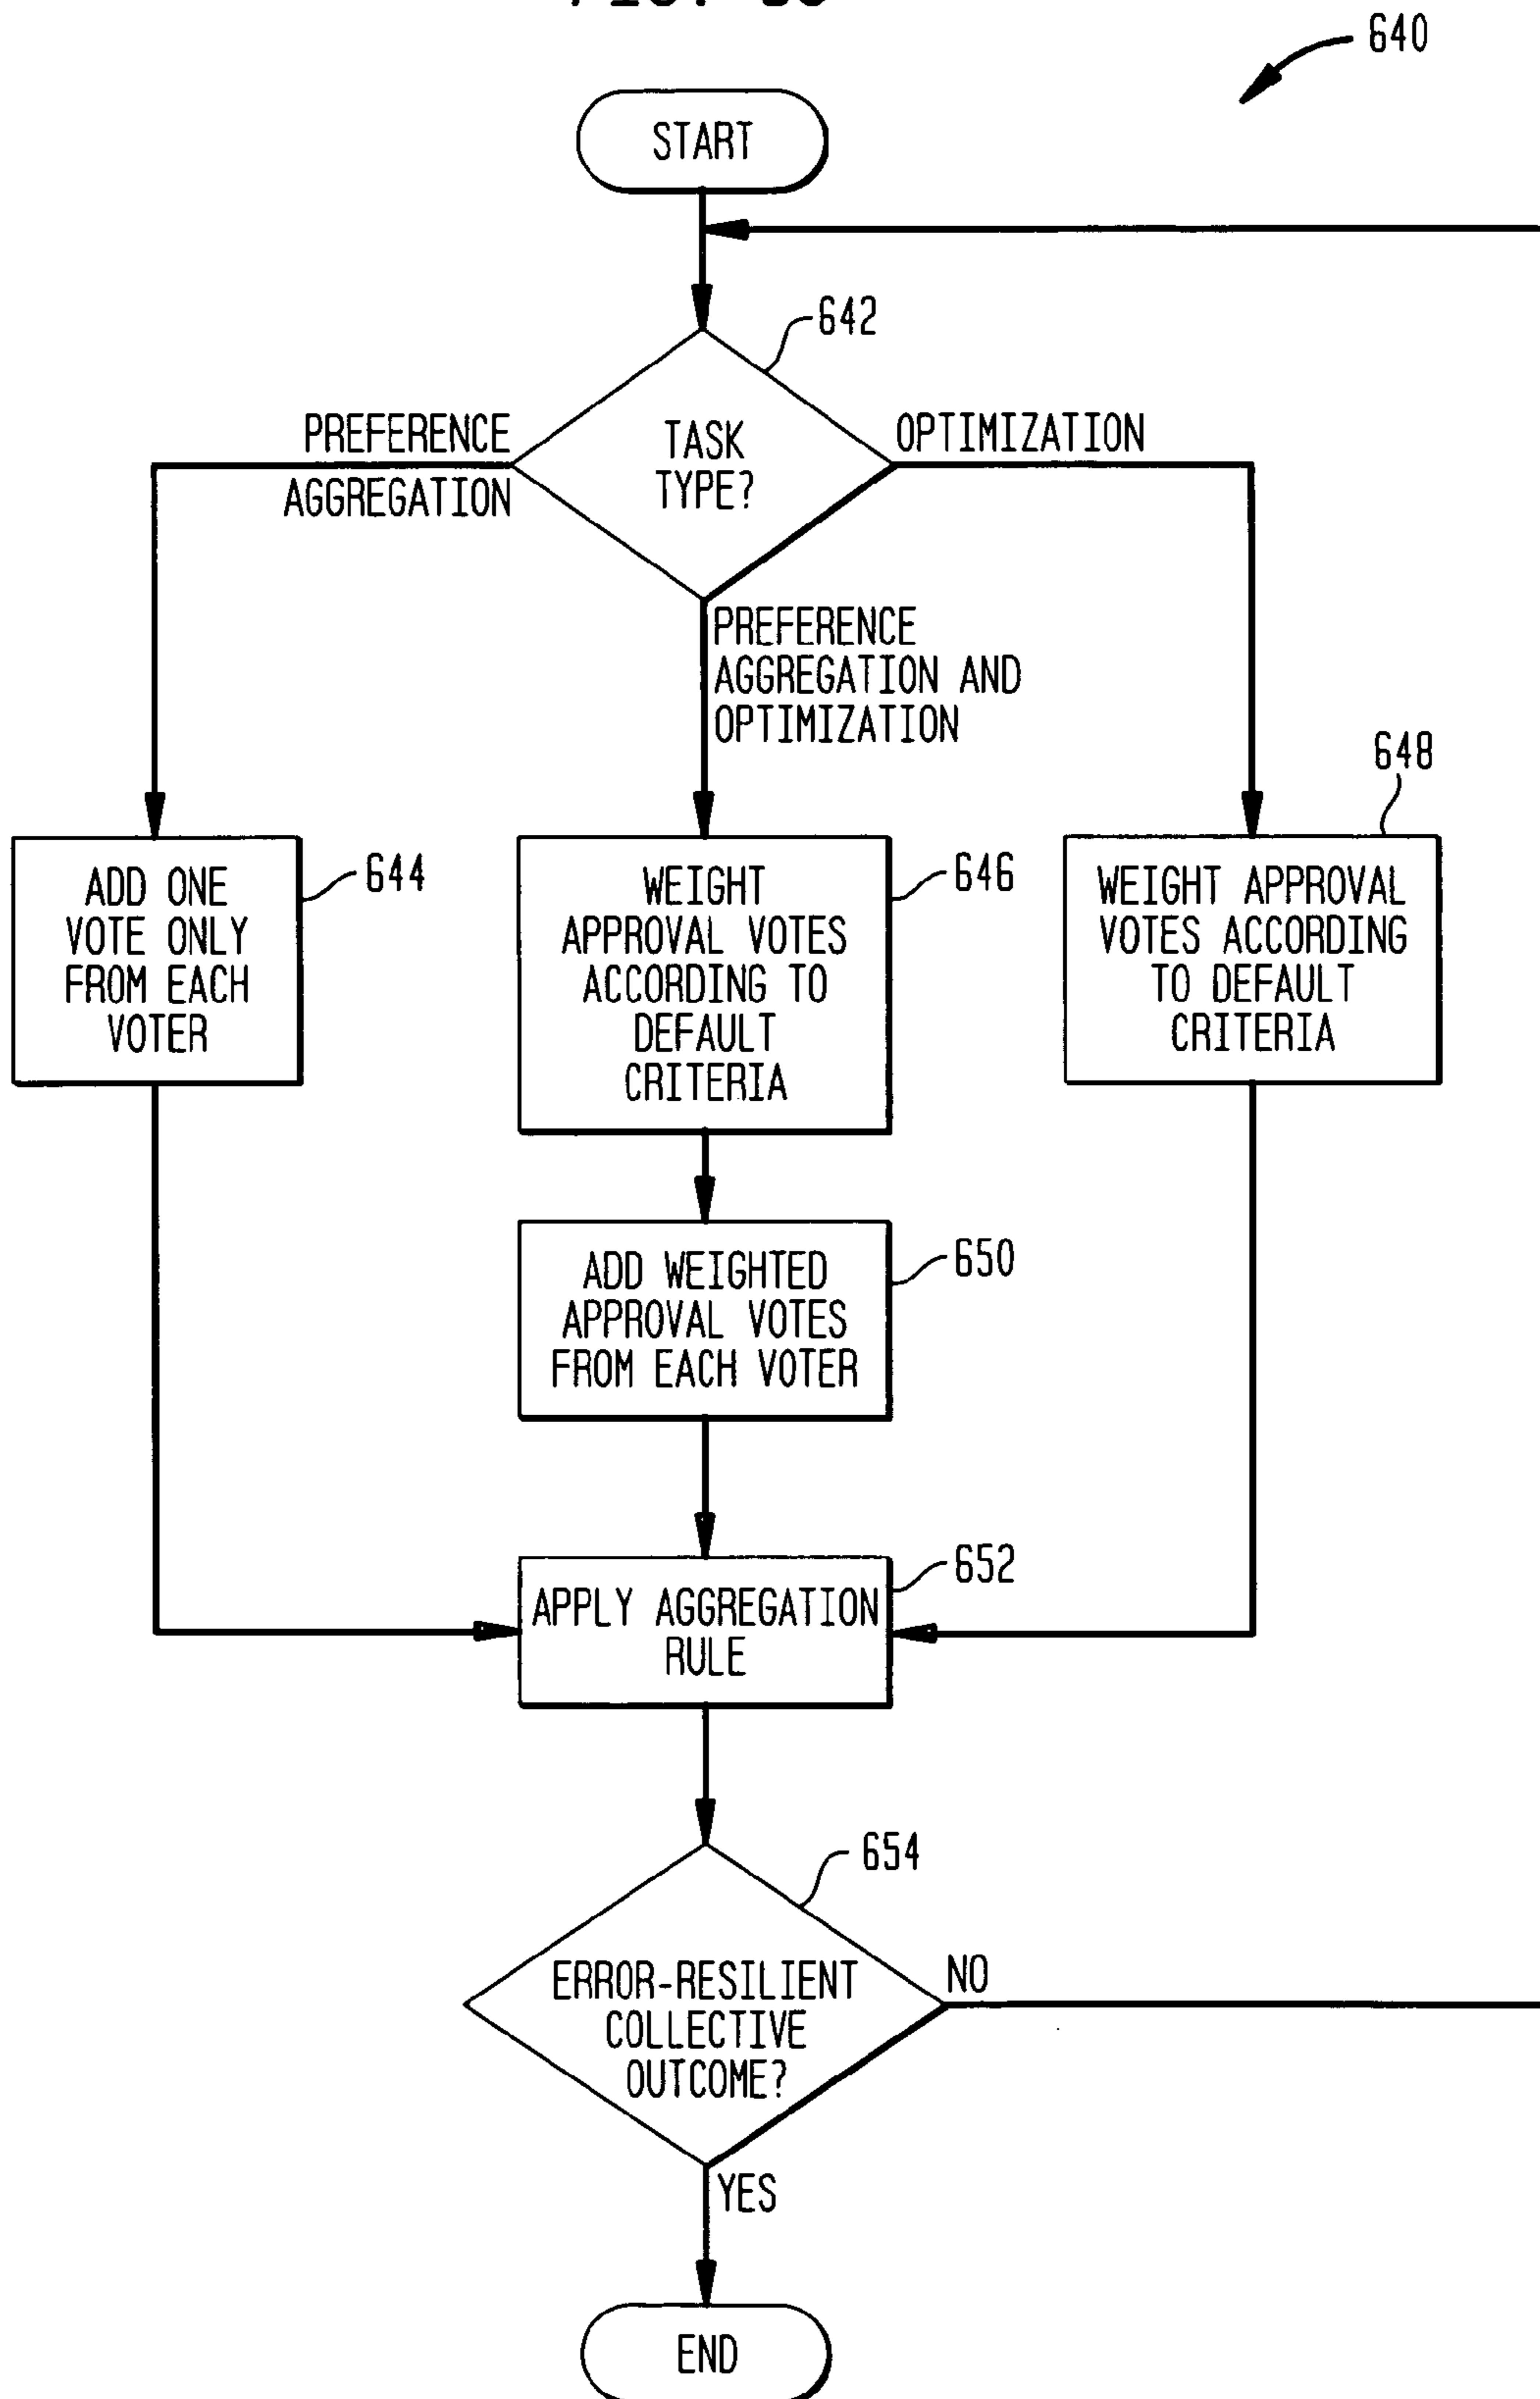 640
START
642
PREFERENCE
AGGREGATION
TASK
TYPE?
OPTIMIZATION
PREFERENCE
AGGREGATION AND
OPTIMIZATION
648
ADD ONE
VOTE ONLY
FROM EACH
VOTER
644
WEIGHT
APPROVAL VOTES
ACCORDING TO
DEFAULT
CRITERIA
646
WEIGHT APPROVAL
VOTES ACCORDING
TO DEFAULT
CRITERIA
ADD WEIGHTED
APPROVAL VOTES
FROM EACH VOTER
650
APPLY AGGREGATION
RULE
652
654
ERROR-RESILIENT
COLLECTIVE
OUTCOME?
NO
YES
END